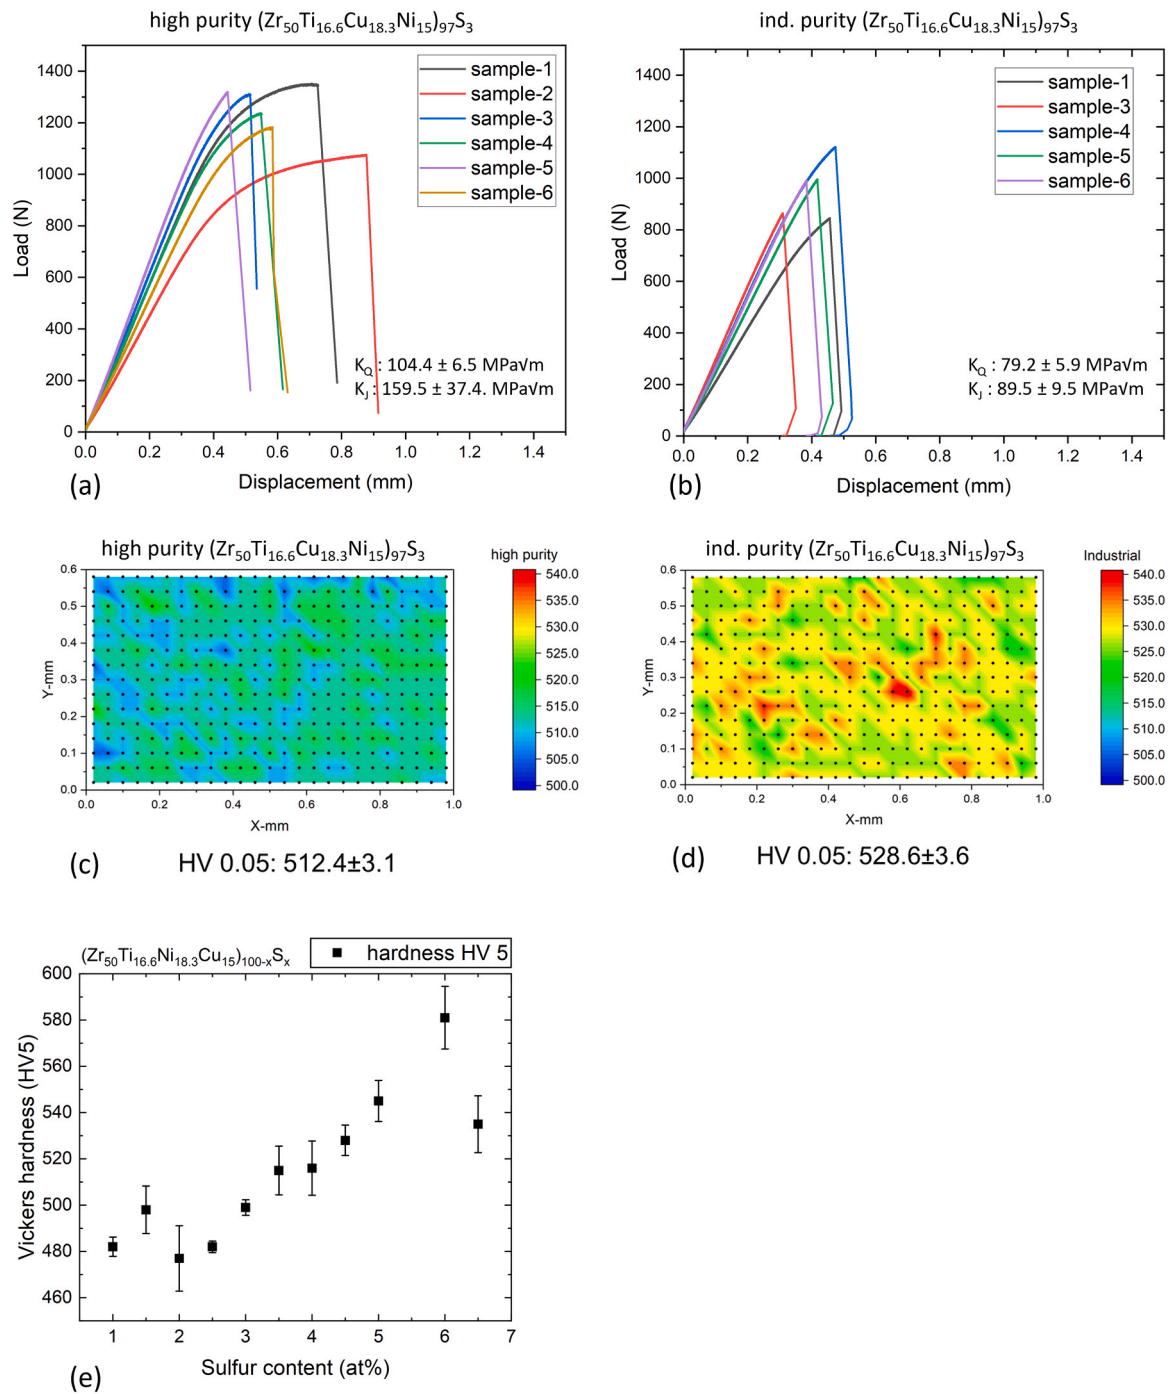 high purity (Zr₅₀Ti₁₆.₆Cu₁₈.₃Ni₁₅)₉₇S₃
1400
1200
1000
800
600
400
200
0
Load (N)
sample-1
sample-2
sample-3
sample-4
sample-5
sample-6
K_Q : 104.4 ± 6.5 MPa√m
K_J : 159.5 ± 37.4. MPa√m
0.0 0.2 0.4 0.6 0.8 1.0 1.2 1.4
Displacement (mm)
(a)
ind. purity (Zr₅₀Ti₁₆.₆Cu₁₈.₃Ni₁₅)₉₇S₃
1400
1200
1000
800
600
400
200
0
Load (N)
sample-1
sample-3
sample-4
sample-5
sample-6
K_Q : 79.2 ± 5.9 MPa√m
K_J : 89.5 ± 9.5 MPa√m
0.0 0.2 0.4 0.6 0.8 1.0 1.2 1.4
Displacement (mm)
(b)
high purity (Zr₅₀Ti₁₆.₆Cu₁₈.₃Ni₁₅)₉₇S₃
high purity
0.6
0.5
0.4
0.3
0.2
0.1
0.0
Y-mm
0.0 0.2 0.4 0.6 0.8 1.0
X-mm
540.0
535.0
530.0
525.0
520.0
515.0
510.0
505.0
500.0
(c)
HV 0.05: 512.4±3.1
ind. purity (Zr₅₀Ti₁₆.₆Cu₁₈.₃Ni₁₅)₉₇S₃
Industrial
0.6
0.5
0.4
0.3
0.2
0.1
0.0
Y-mm
0.0 0.2 0.4 0.6 0.8 1.0
X-mm
540.0
535.0
530.0
525.0
520.0
515.0
510.0
505.0
500.0
(d)
HV 0.05: 528.6±3.6
(Zr₅₀Ti₁₆.₆Ni₁₈.₃Cu₁₅)₁₀₀₋ₓSₓ
hardness HV 5
600
580
560
540
520
500
480
460
Vickers hardness (HV5)
1 2 3 4 5 6 7
Sulfur content (at%)
(e)